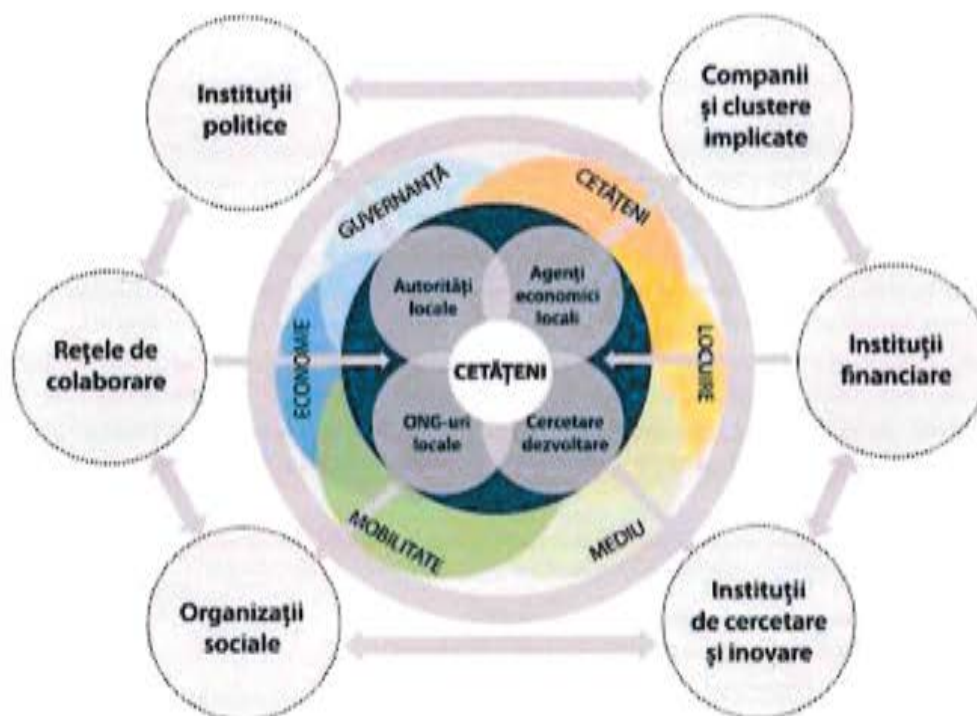 Instituții
politice
Companii
și clustere
implicate
GUVERNANȚĂ
CETĂȚENI
Autorități
locale
Agenți
economici
locali
Rețele de
colaborare
ECONOMIE
CETĂȚENI
LOCUIRE
Instituții
financiare
ONG-uri
locale
Cercetare
dezvoltare
MOBILITATE
MEDIU
Organizații
sociale
Instituții
de cercetare
și inovare